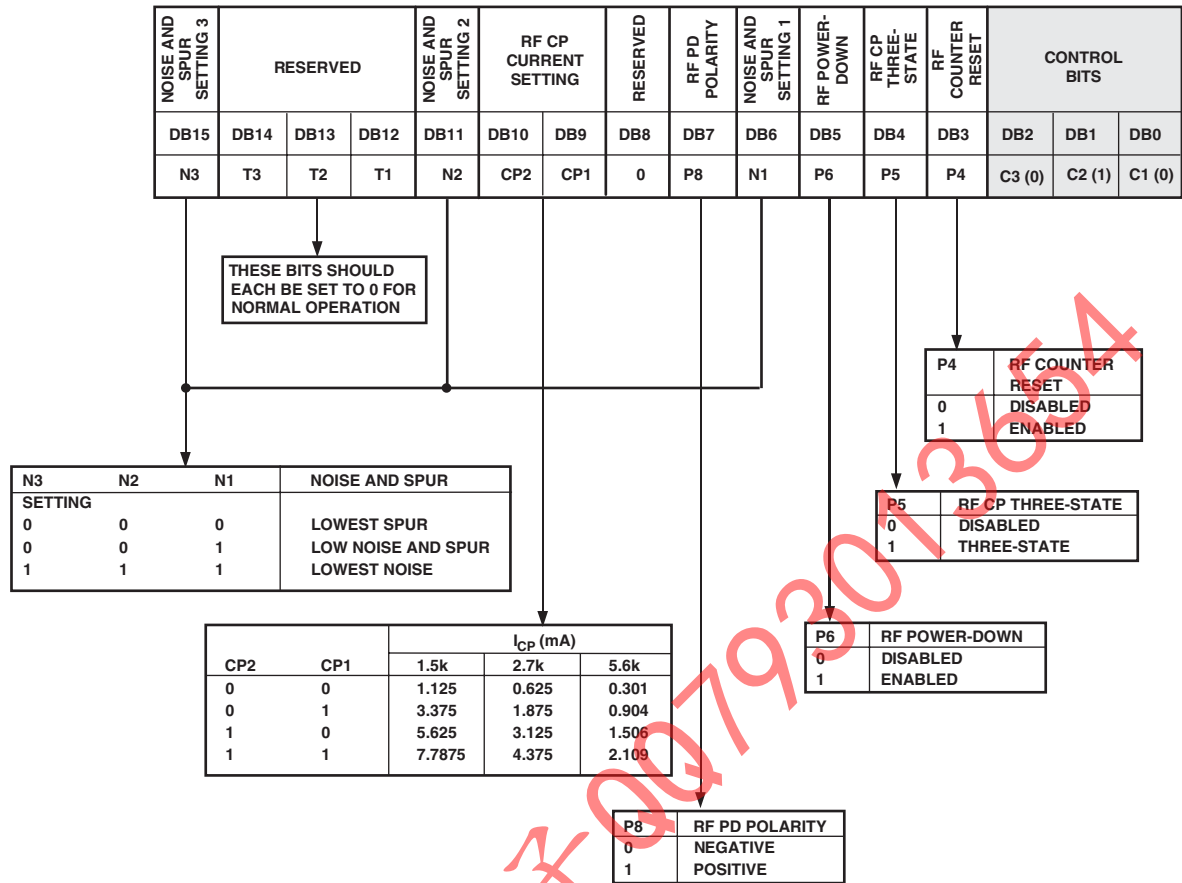 NOISE AND SPUR SETTING 3
RESERVED
NOISE AND SPUR SETTING 2
RF CP CURRENT SETTING
RESERVED
RF PD POLARITY
NOISE AND SPUR SETTING 1
RF POWER-DOWN
RF CP THREE-STATE
RF COUNTER RESET
CONTROL BITS
DB15 DB14 DB13 DB12 DB11 DB10 DB9 DB8 DB7 DB6 DB5 DB4 DB3 DB2 DB1 DB0
N3 T3 T2 T1 N2 CP2 CP1 0 P8 N1 P6 P5 P4 C3 (0) C2 (1) C1 (0)
THESE BITS SHOULD
EACH BE SET TO 0 FOR
NORMAL OPERATION
P4 RF COUNTER
RESET
0 DISABLED
1 ENABLED
N3 N2 N1 NOISE AND SPUR
SETTING
0 0 0 LOWEST SPUR
0 0 1 LOW NOISE AND SPUR
1 1 1 LOWEST NOISE
P5 RF CP THREE-STATE
0 DISABLED
1 THREE-STATE
ICP (mA)
CP2 CP1 1.5k 2.7k 5.6k
0 0 1.125 0.625 0.301
0 1 3.375 1.875 0.904
1 0 5.625 3.125 1.506
1 1 7.7875 4.375 2.109
P6 RF POWER-DOWN
0 DISABLED
1 ENABLED
P8 RF PD POLARITY
0 NEGATIVE
1 POSITIVE
QQ793013654